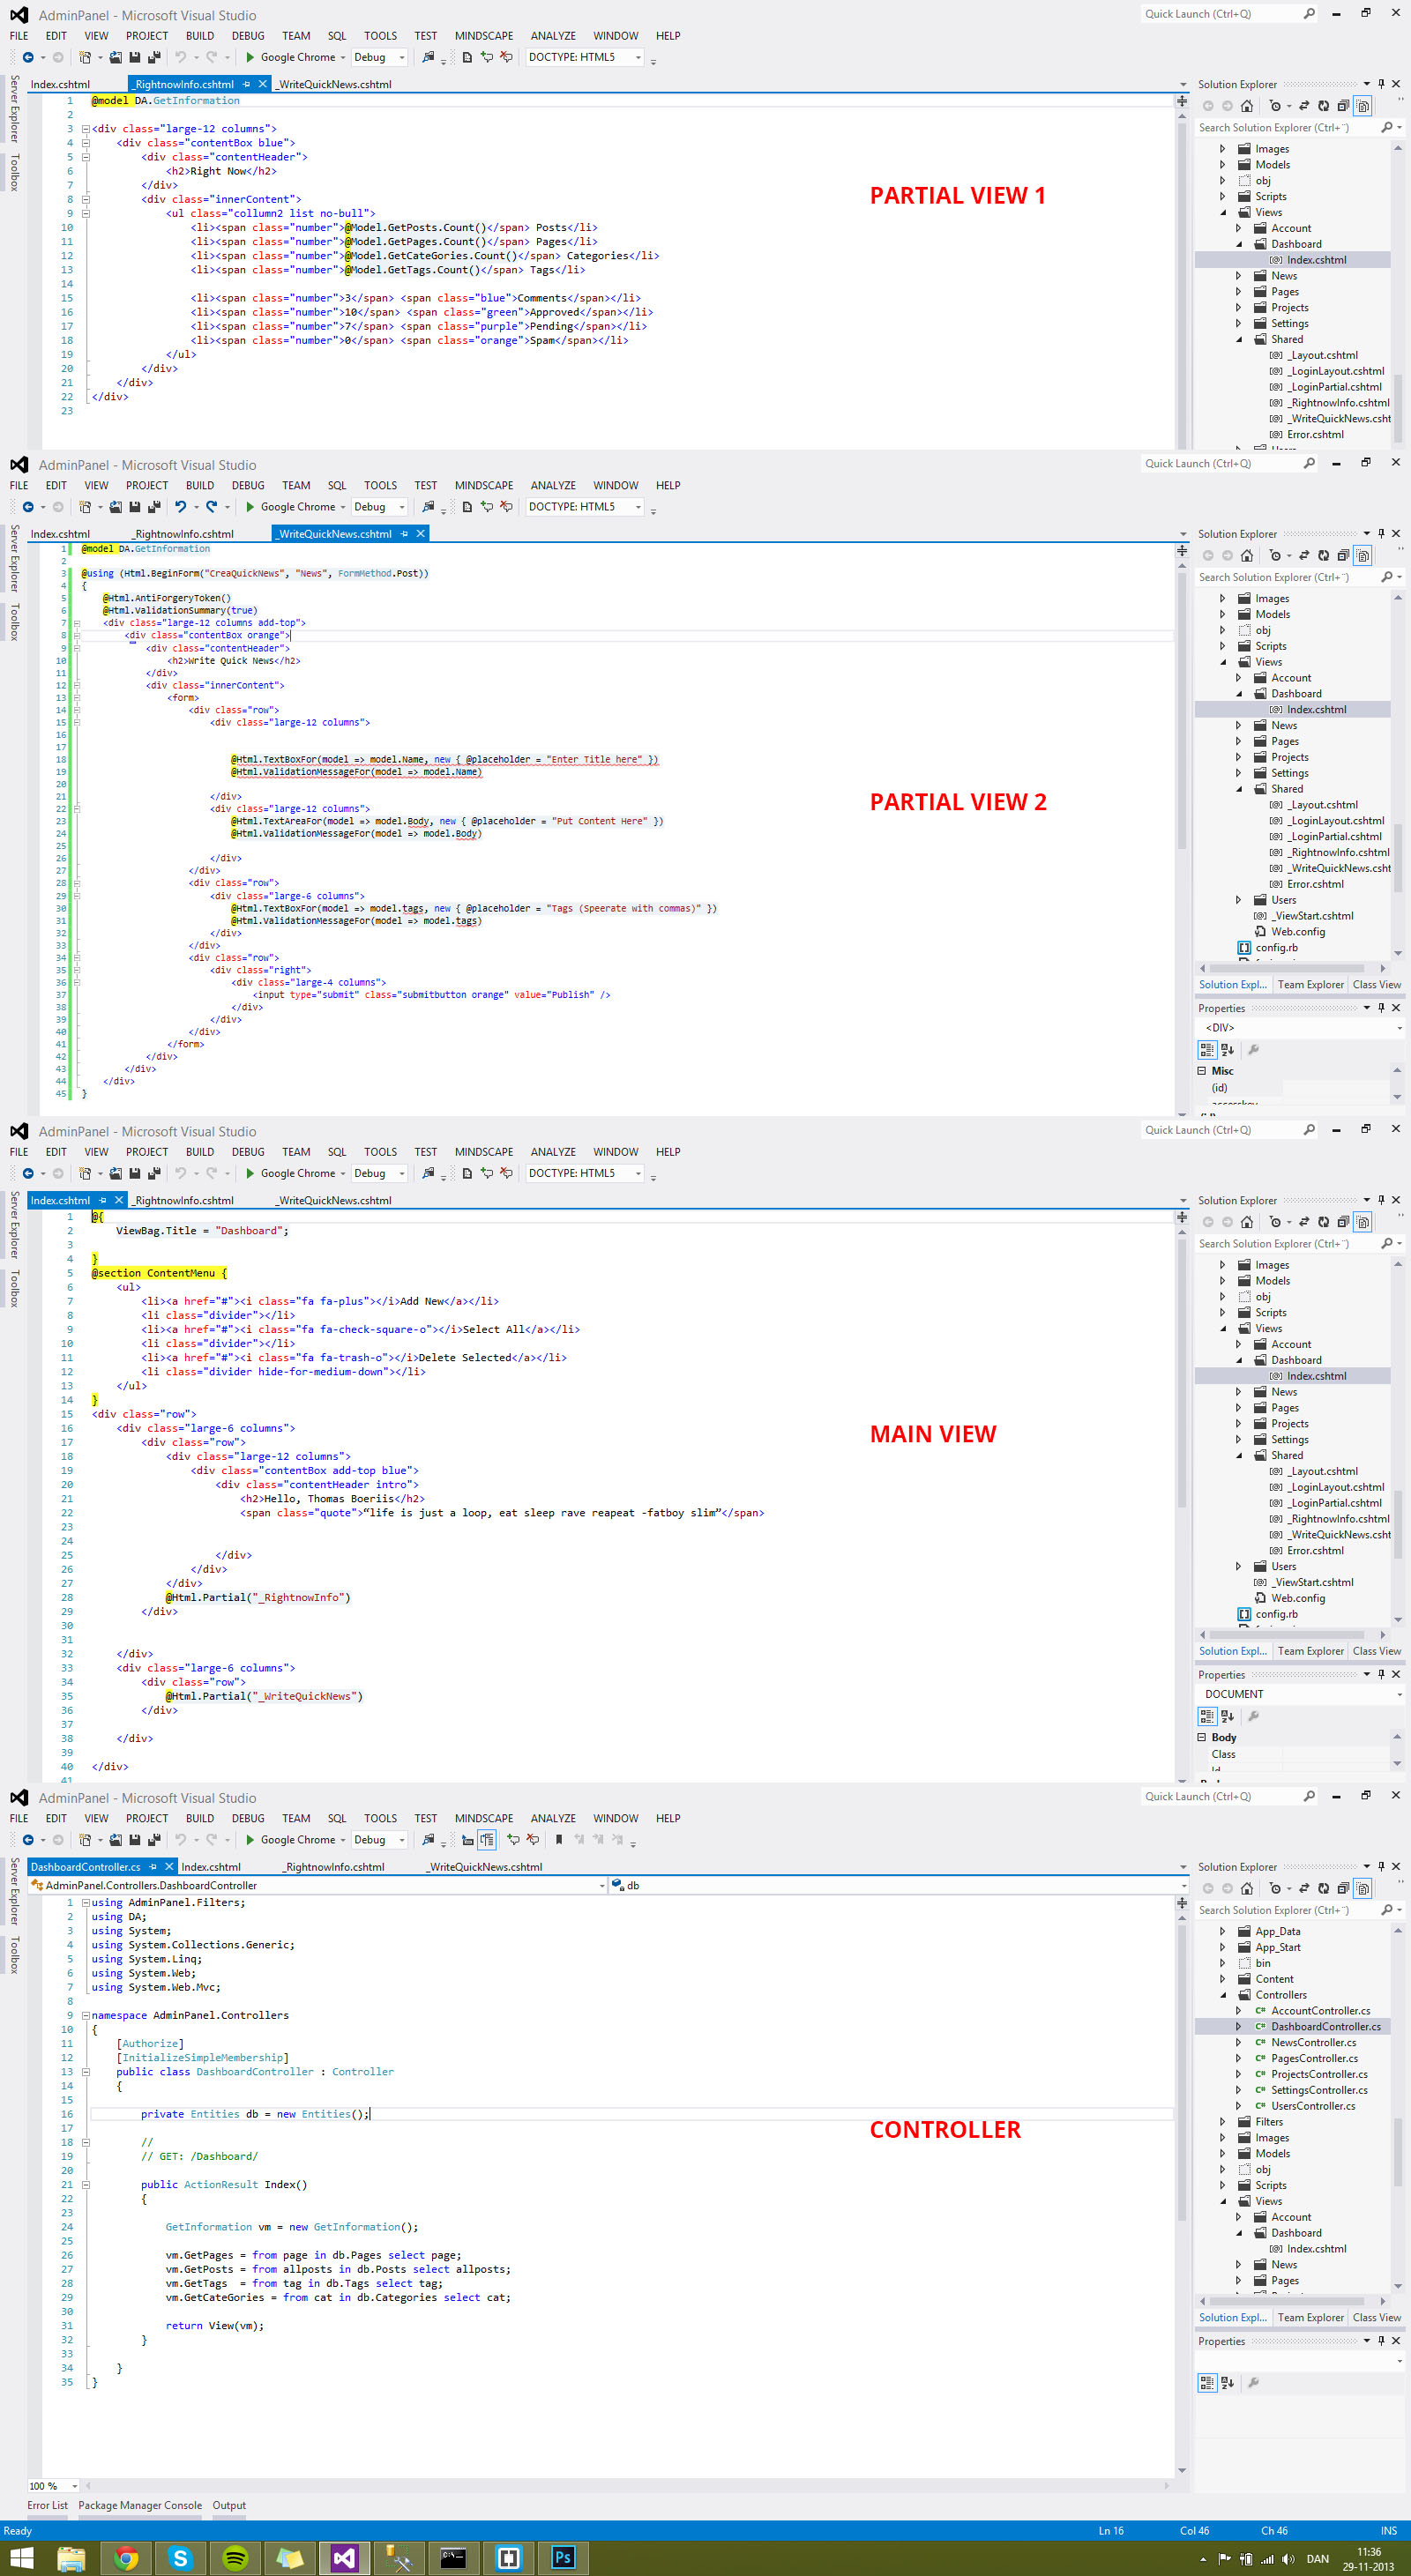 AdminPanel - Microsoft Visual Studio
Quick Launch (Ctrl+Q)
FILE EDIT VIEW PROJECT BUILD DEBUG TEAM SQL TOOLS TEST MINDSCAPE ANALYZE WINDOW HELP
Google Chrome Debug DOCTYPE: HTML5
Server Explorer
Toolbox
Index.cshtml _RightnowInfo.cshtml _WriteQuickNews.cshtml
1 @model DA.GetInformation
2
3 <div class="large-12 columns">
4 <div class="contentBox blue">
5 <div class="contentHeader">
6 <h2>Right Now</h2>
7 </div>
8 <div class="innerContent">
9 <ul class="collumn2 list no-bull">
10 <li><span class="number">@Model.GetPosts.Count()</span> Posts</li>
11 <li><span class="number">@Model.GetPages.Count()</span> Pages</li>
12 <li><span class="number">@Model.GetCateGories.Count()</span> Categories</li>
13 <li><span class="number">@Model.GetTags.Count()</span> Tags</li>
14
15 <li><span class="number">3</span> <span class="blue">Comments</span></li>
16 <li><span class="number">10</span> <span class="green">Approved</span></li>
17 <li><span class="number">7</span> <span class="purple">Pending</span></li>
18 <li><span class="number">0</span> <span class="orange">Spam</span></li>
19 </ul>
20 </div>
21 </div>
22 </div>
23
PARTIAL VIEW 1
Solution Explorer
Search Solution Explorer (Ctrl+¨)
Images
Models
obj
Scripts
Views
Account
Dashboard
Index.cshtml
News
Pages
Projects
Settings
Shared
_Layout.cshtml
_LoginLayout.cshtml
_LoginPartial.cshtml
_RightnowInfo.cshtml
_WriteQuickNews.csht
Error.cshtml
AdminPanel - Microsoft Visual Studio
Quick Launch (Ctrl+Q)
FILE EDIT VIEW PROJECT BUILD DEBUG TEAM SQL TOOLS TEST MINDSCAPE ANALYZE WINDOW HELP
Google Chrome Debug DOCTYPE: HTML5
Server Explorer
Toolbox
Index.cshtml _RightnowInfo.cshtml _WriteQuickNews.cshtml
1 @model DA.GetInformation
2
3 @using (Html.BeginForm("CreaQuickNews", "News", FormMethod.Post))
4 {
5 @Html.AntiForgeryToken()
6 @Html.ValidationSummary(true)
7 <div class="large-12 columns add-top">
8 <div class="contentBox orange">
9 <div class="contentHeader">
10 <h2>Write Quick News</h2>
11 </div>
12 <div class="innerContent">
13 <form>
14 <div class="row">
15 <div class="large-12 columns">
16
17
18 @Html.TextBoxFor(model => model.Name, new { @placeholder = "Enter Title here" })
19 @Html.ValidationMessageFor(model => model.Name)
20
21 </div>
22 <div class="large-12 columns">
23 @Html.TextAreaFor(model => model.Body, new { @placeholder = "Put Content Here" })
24 @Html.ValidationMessageFor(model => model.Body)
25
26 </div>
27 </div>
28 <div class="row">
29 <div class="large-6 columns">
30 @Html.TextBoxFor(model => model.tags, new { @placeholder = "Tags (Speerate with commas)" })
31 @Html.ValidationMessageFor(model => model.tags)
32 </div>
33 </div>
34 <div class="row">
35 <div class="right">
36 <div class="large-4 columns">
37 <input type="submit" class="submitbutton orange" value="Publish" />
38 </div>
39 </div>
40 </div>
41 </form>
42 </div>
43 </div>
44 </div>
45 }
PARTIAL VIEW 2
Solution Explorer
Search Solution Explorer (Ctrl+¨)
Images
Models
obj
Scripts
Views
Account
Dashboard
Index.cshtml
News
Pages
Projects
Settings
Shared
_Layout.cshtml
_LoginLayout.cshtml
_LoginPartial.cshtml
_RightnowInfo.cshtml
_WriteQuickNews.csht
Error.cshtml
Users
_ViewStart.cshtml
Web.config
config.rb
Solution Expl... Team Explorer Class View
Properties
<DIV>
Misc
(id)
AdminPanel - Microsoft Visual Studio
Quick Launch (Ctrl+Q)
FILE EDIT VIEW PROJECT BUILD DEBUG TEAM SQL TOOLS TEST MINDSCAPE ANALYZE WINDOW HELP
Google Chrome Debug DOCTYPE: HTML5
Server Explorer
Toolbox
Index.cshtml _RightnowInfo.cshtml _WriteQuickNews.cshtml
1 @{
2 ViewBag.Title = "Dashboard";
3
4 }
5 @section ContentMenu {
6 <ul>
7 <li><a href="#"><i class="fa fa-plus"></i>Add New</a></li>
8 <li class="divider"></li>
9 <li><a href="#"><i class="fa fa-check-square-o"></i>Select All</a></li>
10 <li class="divider"></li>
11 <li><a href="#"><i class="fa fa-trash-o"></i>Delete Selected</a></li>
12 <li class="divider hide-for-medium-down"></li>
13 </ul>
14 }
15 <div class="row">
16 <div class="large-6 columns">
17 <div class="row">
18 <div class="large-12 columns">
19 <div class="contentBox add-top blue">
20 <div class="contentHeader intro">
21 <h2>Hello, Thomas Boeriis</h2>
22 <span class="quote">“life is just a loop, eat sleep rave reapeat -fatboy slim”</span>
23
24
25 </div>
26 </div>
27 </div>
28 @Html.Partial("_RightnowInfo")
29 </div>
30
31
32 </div>
33 <div class="large-6 columns">
34 <div class="row">
35 @Html.Partial("_WriteQuickNews")
36 </div>
37
38 </div>
39
40 </div>
41
MAIN VIEW
Solution Explorer
Search Solution Explorer (Ctrl+¨)
Images
Models
obj
Scripts
Views
Account
Dashboard
Index.cshtml
News
Pages
Projects
Settings
Shared
_Layout.cshtml
_LoginLayout.cshtml
_LoginPartial.cshtml
_RightnowInfo.cshtml
_WriteQuickNews.csht
Error.cshtml
Users
_ViewStart.cshtml
Web.config
config.rb
Solution Expl... Team Explorer Class View
Properties
DOCUMENT
Body
Class
AdminPanel - Microsoft Visual Studio
Quick Launch (Ctrl+Q)
FILE EDIT VIEW PROJECT BUILD DEBUG TEAM SQL TOOLS TEST MINDSCAPE ANALYZE WINDOW HELP
Google Chrome Debug
Server Explorer
Toolbox
DashboardController.cs Index.cshtml _RightnowInfo.cshtml _WriteQuickNews.cshtml
AdminPanel.Controllers.DashboardController db
1 using AdminPanel.Filters;
2 using DA;
3 using System;
4 using System.Collections.Generic;
5 using System.Linq;
6 using System.Web;
7 using System.Web.Mvc;
8
9 namespace AdminPanel.Controllers
10 {
11 [Authorize]
12 [InitializeSimpleMembership]
13 public class DashboardController : Controller
14 {
15
16 private Entities db = new Entities();
17
18 //
19 // GET: /Dashboard/
20
21 public ActionResult Index()
22 {
23
24 GetInformation vm = new GetInformation();
25
26 vm.GetPages = from page in db.Pages select page;
27 vm.GetPosts = from allposts in db.Posts select allposts;
28 vm.GetTags = from tag in db.Tags select tag;
29 vm.GetCateGories = from cat in db.Categories select cat;
30
31 return View(vm);
32 }
33
34 }
35 }
CONTROLLER
Solution Explorer
Search Solution Explorer (Ctrl+¨)
App_Data
App_Start
bin
Content
Controllers
AccountController.cs
DashboardController.cs
NewsController.cs
PagesController.cs
ProjectsController.cs
SettingsController.cs
UsersController.cs
Filters
Images
Models
obj
Scripts
Views
Account
Dashboard
Index.cshtml
News
Pages
Solution Expl... Team Explorer Class View
Properties
100 %
Error List Package Manager Console Output
Ready Ln 16 Col 46 Ch 46 INS
DAN 11:36
29-11-2013